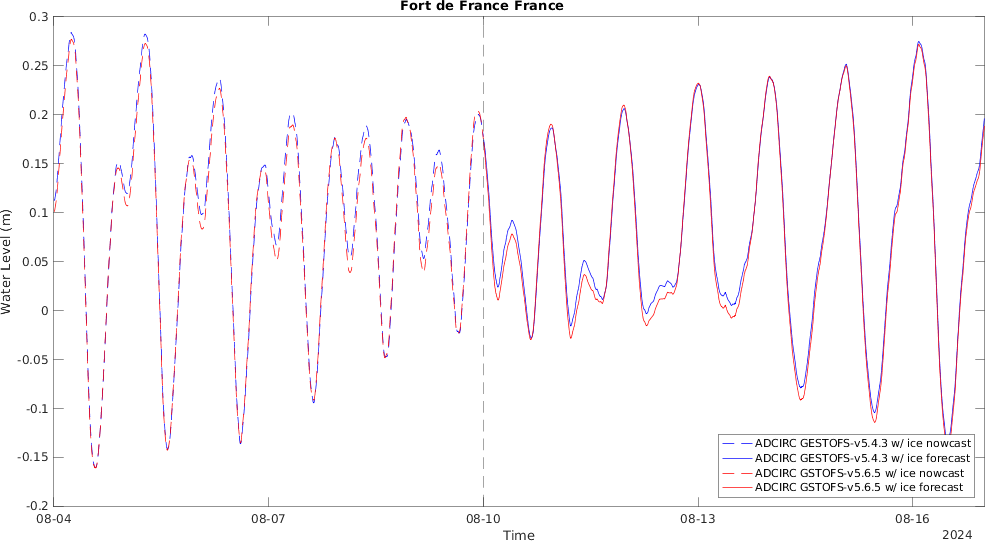 Fort de France France
0.3
0.25
0.2
0.15
0.1
0.05
0
-0.05
-0.1
-0.15
-0.2
Water Level (m)
08-04
08-07
08-10
08-13
08-16
Time
2024
ADCIRC GESTOFS-v5.4.3 w/ ice nowcast
ADCIRC GESTOFS-v5.4.3 w/ ice forecast
ADCIRC GSTOFS-v5.6.5 w/ ice nowcast
ADCIRC GSTOFS-v5.6.5 w/ ice forecast